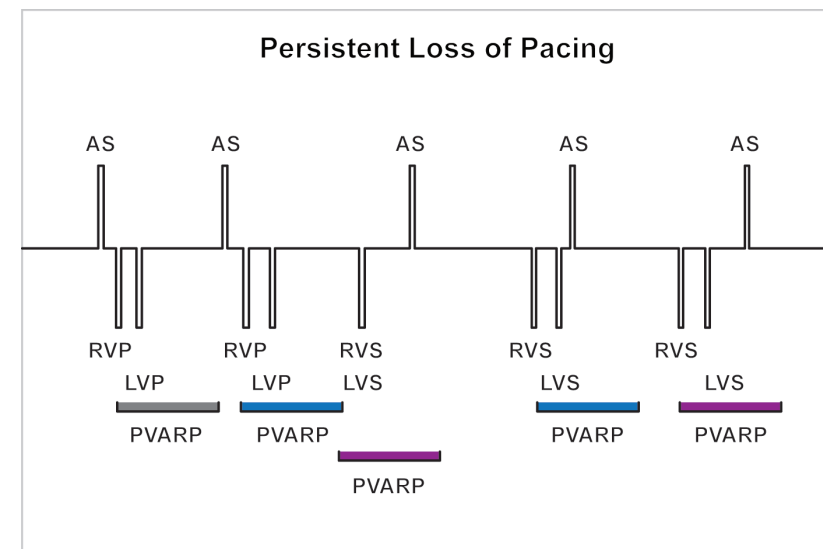 Persistent Loss of Pacing
AS AS AS AS AS
RVP RVP RVS RVS RVS
LVP LVP LVS LVS LVS
PVARP PVARP PVARP PVARP
PVARP